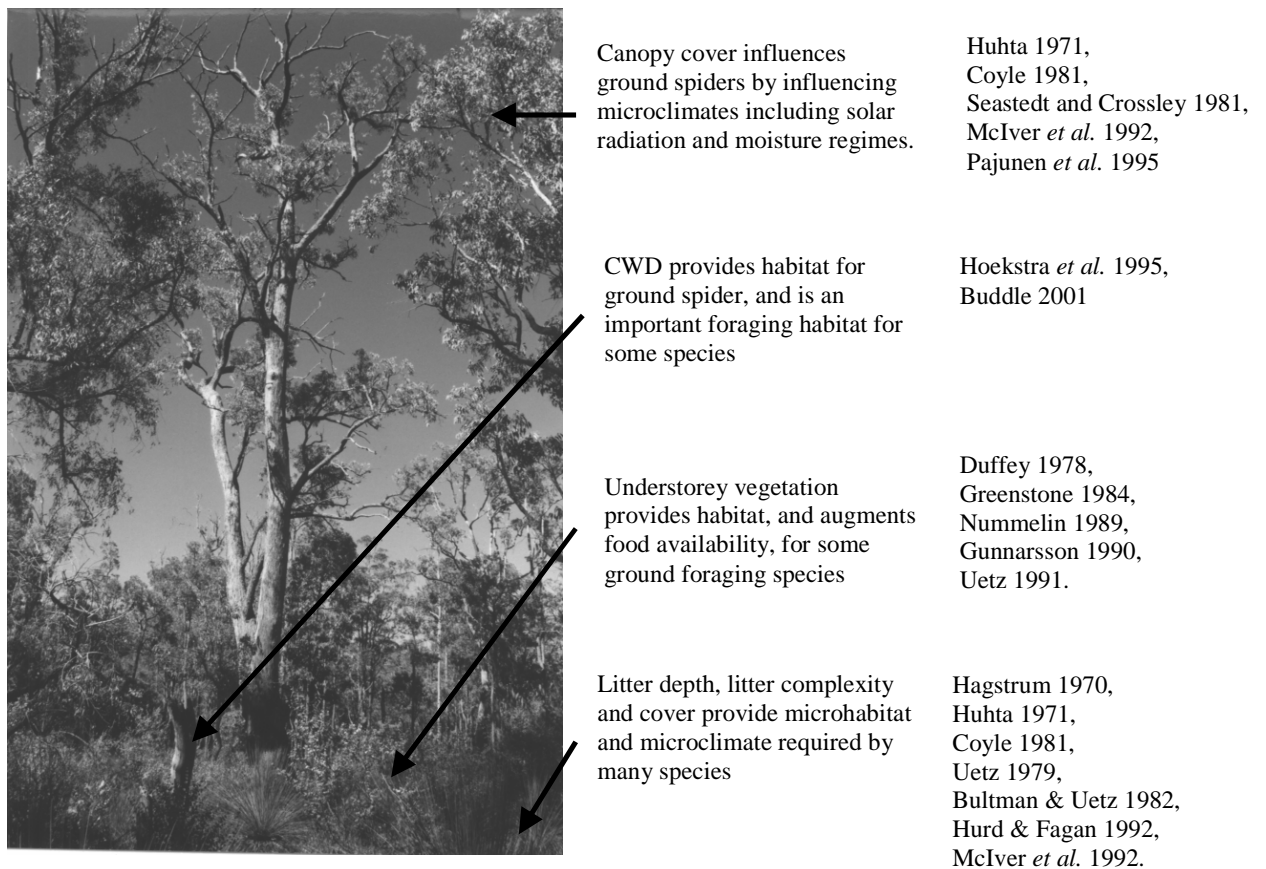 Canopy cover influences
ground spiders by influencing
microclimates including solar
radiation and moisture regimes.
Huhta 1971,
Coyle 1981,
Seastedt and Crossley 1981,
McIver et al. 1992,
Pajunen et al. 1995
CWD provides habitat for
ground spider, and is an
important foraging habitat for
some species
Hoekstra et al. 1995,
Buddle 2001
Understorey vegetation
provides habitat, and augments
food availability, for some
ground foraging species
Duffey 1978,
Greenstone 1984,
Nummelin 1989,
Gunnarsson 1990,
Uetz 1991.
Litter depth, litter complexity
and cover provide microhabitat
and microclimate required by
many species
Hagstrum 1970,
Huhta 1971,
Coyle 1981,
Uetz 1979,
Bultman & Uetz 1982,
Hurd & Fagan 1992,
McIver et al. 1992.